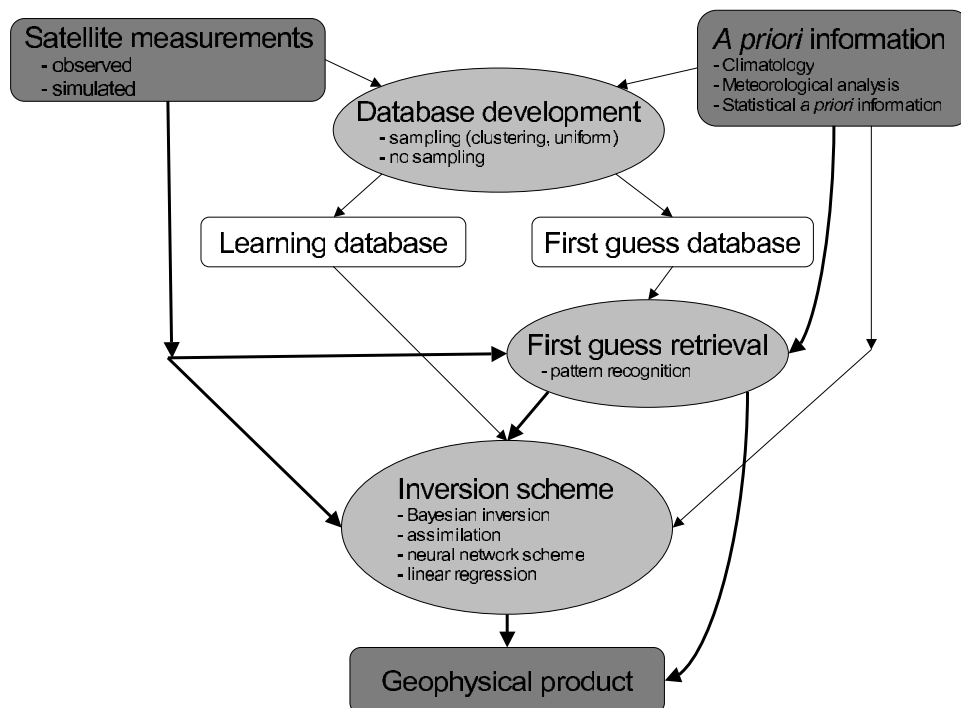 Satellite measurements
- observed
- simulated
A priori information
- Climatology
- Meteorological analysis
- Statistical a priori information
Database development
- sampling (clustering, uniform)
- no sampling
Learning database
First guess database
First guess retrieval
- pattern recognition
Inversion scheme
- Bayesian inversion
- assimilation
- neural network scheme
- linear regression
Geophysical product